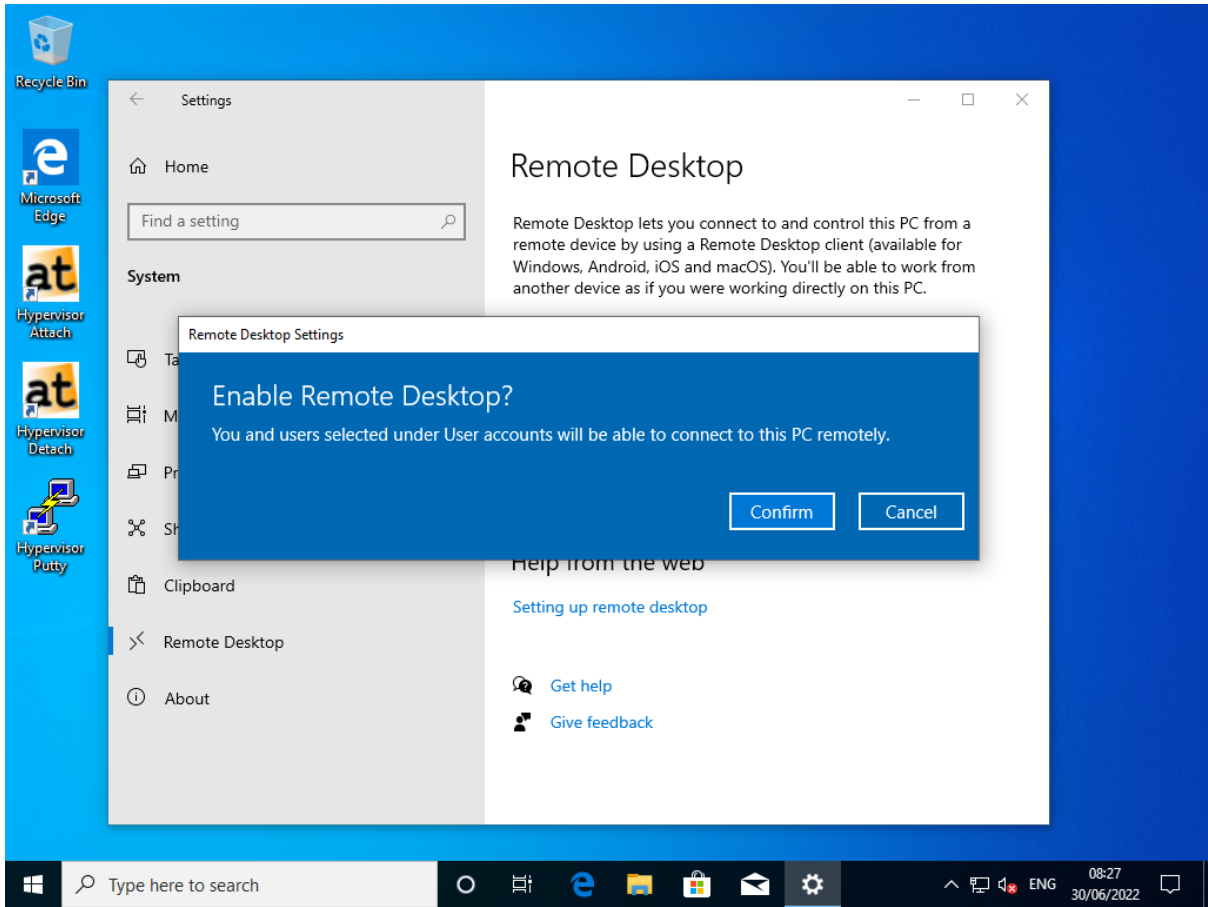 Recycle Bin
Microsoft
Edge
at
Hypervisor
Attach
at
Hypervisor
Detach
Hypervisor
Putty
Settings
Home
Find a setting
System
Ta
M
Pr
Sh
Clipboard
Remote Desktop
About
Remote Desktop
Remote Desktop lets you connect to and control this PC from a
remote device by using a Remote Desktop client (available for
Windows, Android, iOS and macOS). You'll be able to work from
another device as if you were working directly on this PC.
Remote Desktop Settings
Enable Remote Desktop?
You and users selected under User accounts will be able to connect to this PC remotely.
Confirm
Cancel
Help from the web
Setting up remote desktop
Get help
Give feedback
Type here to search
ENG
08:27
30/06/2022